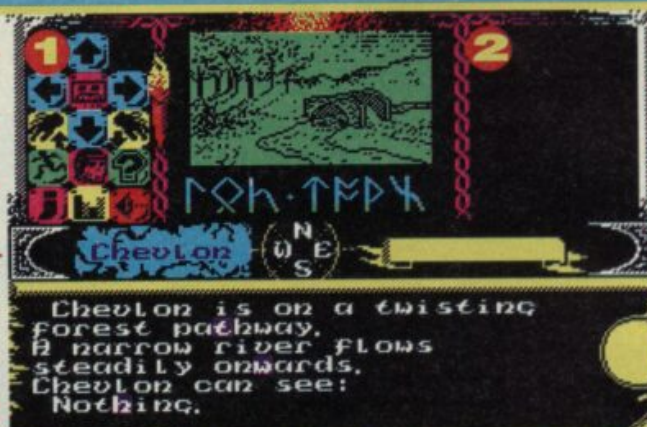 1
2
?
Chevlon
N
W E
S
Chevlon is on a twisting
forest pathway.
A narrow river flows
steadily onwards.
Chevlon can see:
Nothing.